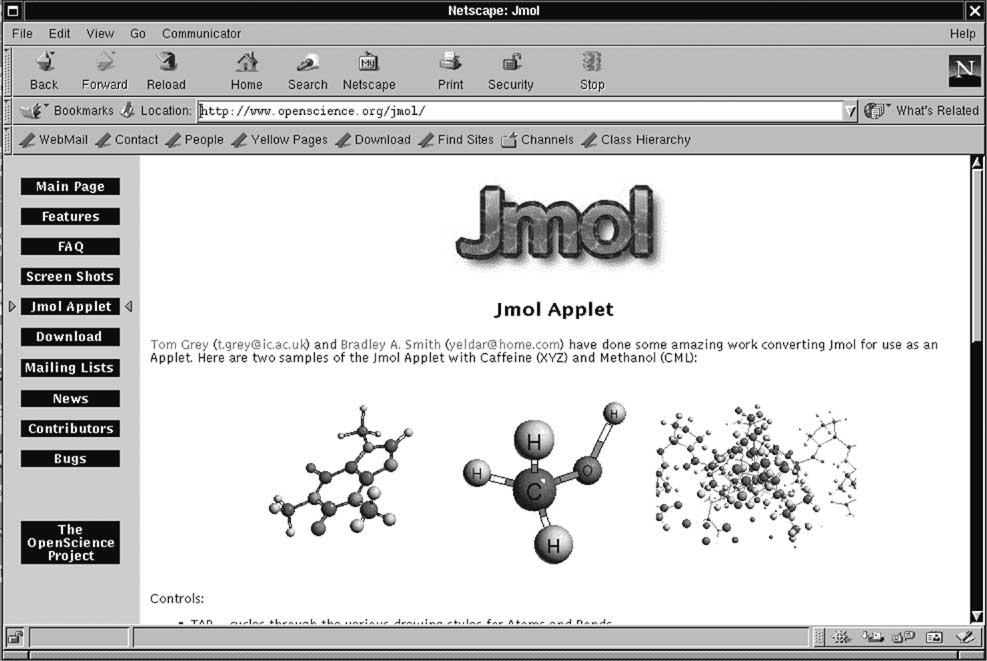 Netscape: Jmol
File Edit View Go Communicator Help
Back Forward Reload Home Search Netscape Print Security Stop
My
N
Bookmarks Location: http://www.openscience.org/jmol/ What's Related
WebMail Contact People Yellow Pages Download Find Sites Channels Class Hierarchy
Main Page
Features
FAQ
Screen Shots
Jmol Applet
Download
Mailing Lists
News
Contributors
Bugs
The
OpenScience
Project
Jmol
Jmol Applet
Tom Grey (t.grey@ic.ac.uk) and Bradley A. Smith (yeldar@home.com) have done some amazing work converting Jmol for use as an
Applet. Here are two samples of the Jmol Applet with Caffeine (XYZ) and Methanol (CML):
H
H
H
O
C
H
Controls:
TAB - cycles through the various drawing styles for Atoms and Bonds